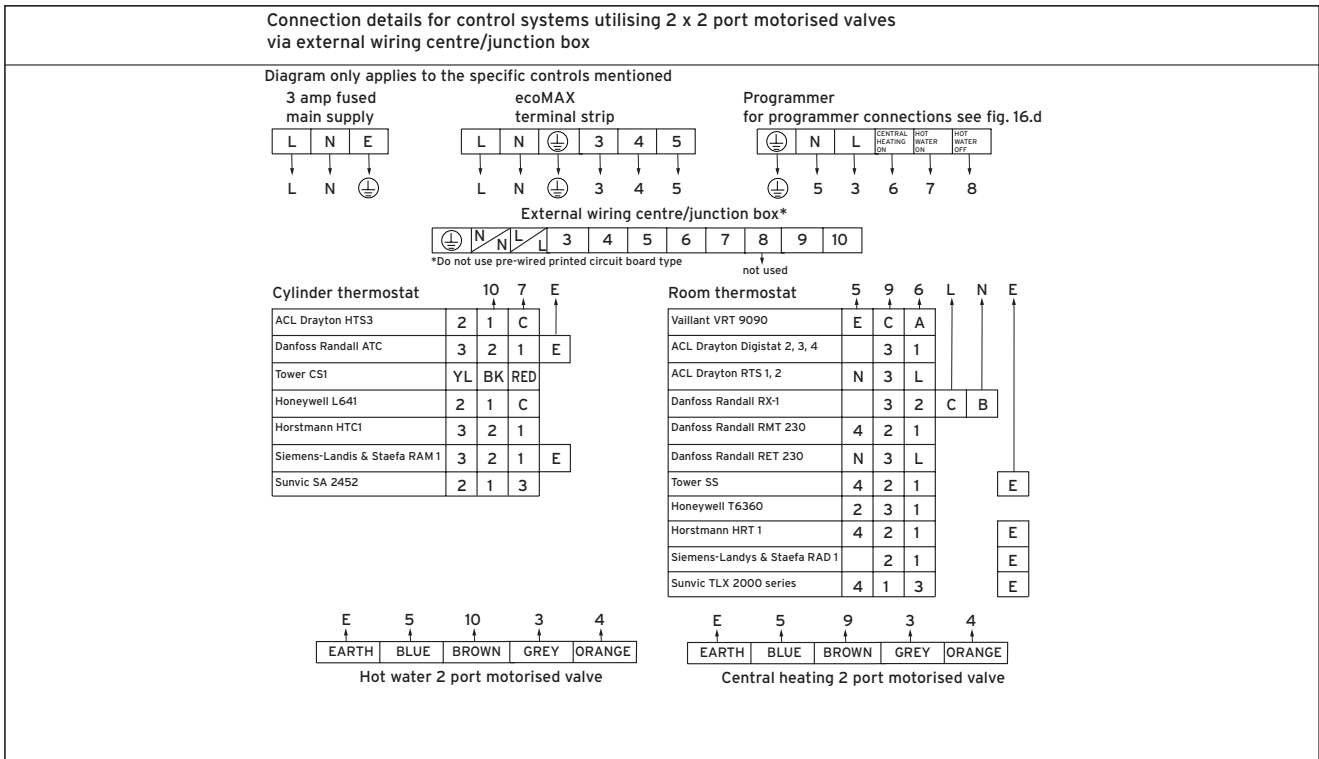 Connection details for control systems utilising 2 x 2 port motorised valves
via external wiring centre/junction box
Diagram only applies to the specific controls mentioned
3 amp fused
main supply
L N E
L N ⏚
ecoMAX
terminal strip
L N ⏚ 3 4 5
L N ⏚ 3 4 5
Programmer
for programmer connections see fig. 16.d
⏚ N L CENTRAL HEATING ON HOT WATER ON HOT WATER OFF
⏚ 5 3 6 7 8
External wiring centre/junction box*
⏚ N N L L 3 4 5 6 7 8 9 10
*Do not use pre-wired printed circuit board type
not used
Cylinder thermostat 10 7 E
ACL Drayton HTS3 2 1 C
Danfoss Randall ATC 3 2 1 E
Tower CS1 YL BK RED
Honeywell L641 2 1 C
Horstmann HTC1 3 2 1
Siemens-Landis & Staefa RAM 1 3 2 1 E
Sunvic SA 2452 2 1 3
Room thermostat 5 9 6 L N E
Vaillant VRT 9090 E C A
ACL Drayton Digistat 2, 3, 4 3 1
ACL Drayton RTS 1, 2 N 3 L
Danfoss Randall RX-1 3 2 C B
Danfoss Randall RMT 230 4 2 1
Danfoss Randall RET 230 N 3 L
Tower SS 4 2 1 E
Honeywell T6360 2 3 1
Horstmann HRT 1 4 2 1 E
Siemens-Landys & Staefa RAD 1 2 1 E
Sunvic TLX 2000 series 4 1 3 E
E 5 10 3 4
EARTH BLUE BROWN GREY ORANGE
Hot water 2 port motorised valve
E 5 9 3 4
EARTH BLUE BROWN GREY ORANGE
Central heating 2 port motorised valve